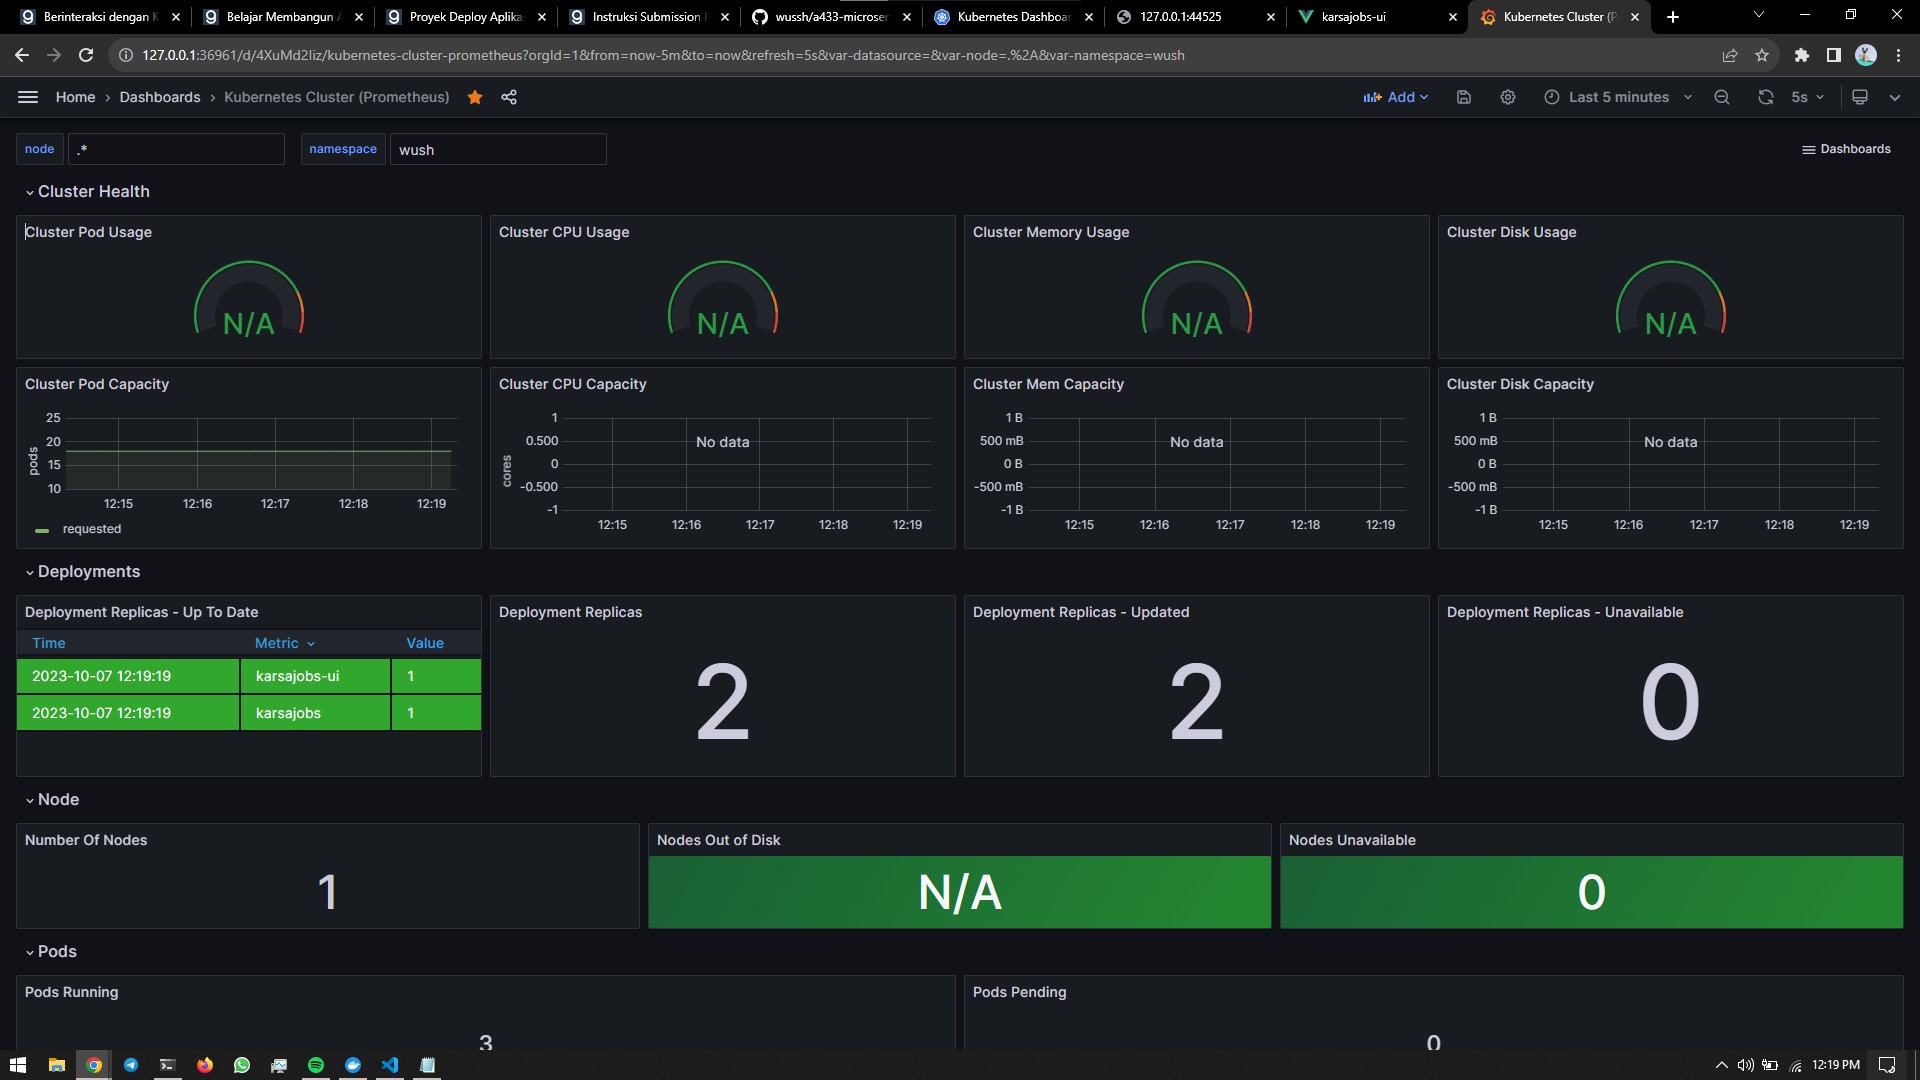 Berinteraksi dengan K
Belajar Membangun A
Proyek Deploy Aplika
Instruksi Submission P
wussh/a433-microser
Kubernetes Dashboar
127.0.0.1:44525
karsajobs-ui
Kubernetes Cluster (P
127.0.0.1:36961/d/4XuMd2Iiz/kubernetes-cluster-prometheus?orgId=1&from=now-5m&to=now&refresh=5s&var-datasource=&var-node=.%2A&var-namespace=wush
Home › Dashboards › Kubernetes Cluster (Prometheus)
Add
Last 5 minutes
5s
node .*
namespace wush
Dashboards
Cluster Health
Cluster Pod Usage
N/A
Cluster CPU Usage
N/A
Cluster Memory Usage
N/A
Cluster Disk Usage
N/A
Cluster Pod Capacity
pods
25
20
15
10
12:15 12:16 12:17 12:18 12:19
requested
Cluster CPU Capacity
cores
1
0.500
0
-0.500
-1
No data
12:15 12:16 12:17 12:18 12:19
Cluster Mem Capacity
1 B
500 mB
0 B
-500 mB
-1 B
No data
12:15 12:16 12:17 12:18 12:19
Cluster Disk Capacity
1 B
500 mB
0 B
-500 mB
-1 B
No data
12:15 12:16 12:17 12:18 12:19
Deployments
Deployment Replicas - Up To Date
Time Metric Value
2023-10-07 12:19:19 karsajobs-ui 1
2023-10-07 12:19:19 karsajobs 1
Deployment Replicas
2
Deployment Replicas - Updated
2
Deployment Replicas - Unavailable
0
Node
Number Of Nodes
1
Nodes Out of Disk
N/A
Nodes Unavailable
0
Pods
Pods Running
3
Pods Pending
0
12:19 PM